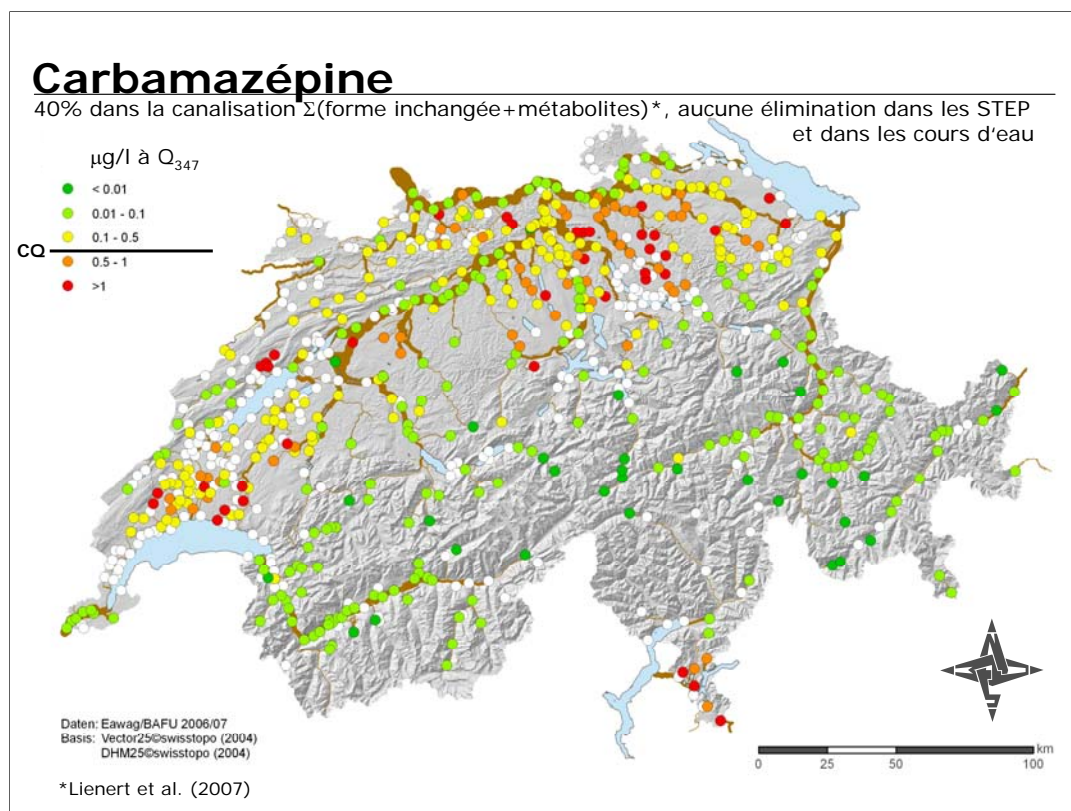 Carbamazépine
40% dans la canalisation Σ(forme inchangée+métabolites)*, aucune élimination dans les STEP
et dans les cours d'eau
μg/l à Q347
< 0.01
0.01 - 0.1
0.1 - 0.5
CQ
0.5 - 1
>1
Daten: Eawag/BAFU 2006/07
Basis: Vector25©swisstopo (2004)
DHM25©swisstopo (2004)
km
0 25 50 100
*Lienert et al. (2007)